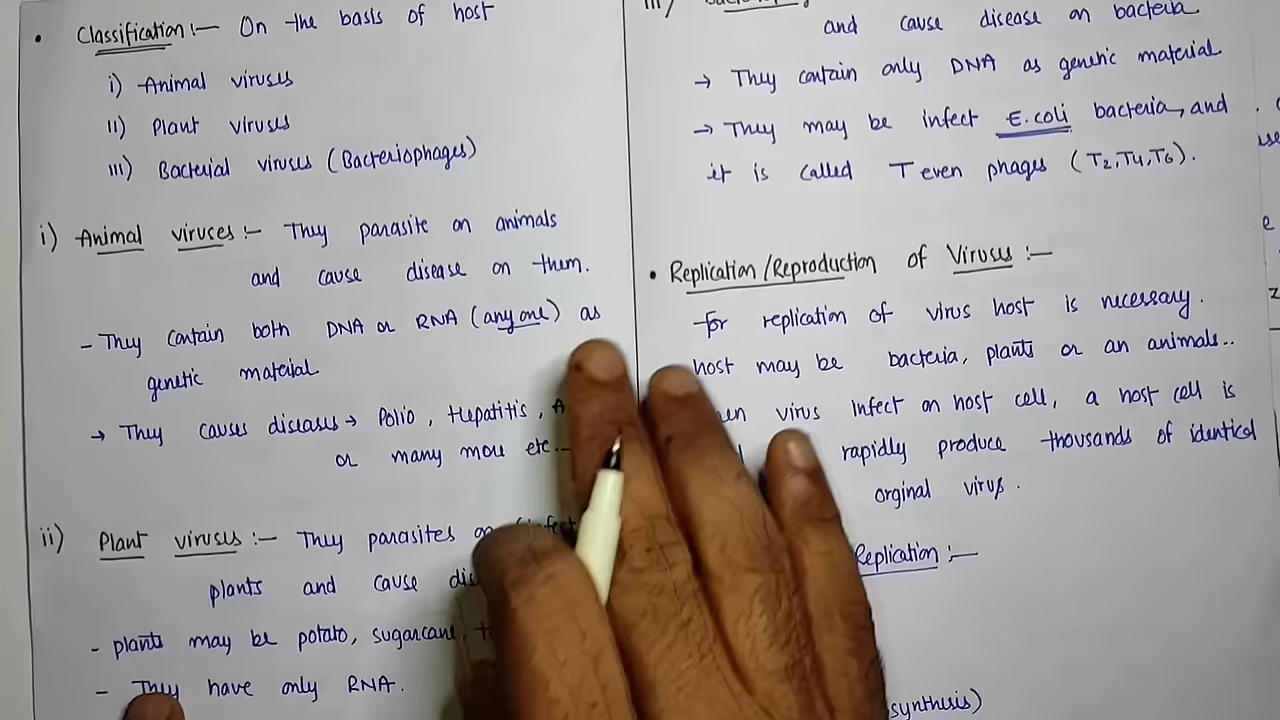 • Classification :— On the basis of host
i) Animal viruses
ii) Plant viruses
iii) Bacterial viruses (Bacteriophages)
i) Animal viruces :— They parasite on animals
and cause disease on them.
- They contain both DNA or RNA (any one) as
genetic material
→ They causes diseases → Polio, Hepatitis,
or many more etc...
ii) Plant viruses :— They parasites
plants and cause
- plants may be potato, sugarcane,
- They have only RNA.
and cause disease on bacteria
→ They contain only DNA as genetic material
→ They may be infect E.coli bacteria, and
it is called T even phages (T2,T4,T6).
• Replication/Reproduction of Viruses :—
for replication of virus host is necessary.
host may be bacteria, plants or an animals..
virus infect on host cell, a host cell is
rapidly produce thousands of identical
orginal virus.
Replication :—
synthesis)